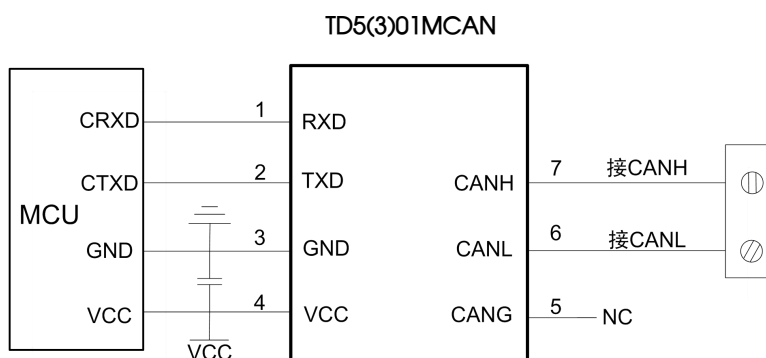 TD5(3)01MCAN
CRXD 1 RXD
CTXD 2 TXD CANH 7 接CANH
MCU
GND 3 GND CANL 6 接CANL
VCC 4 VCC CANG 5 NC
VCC